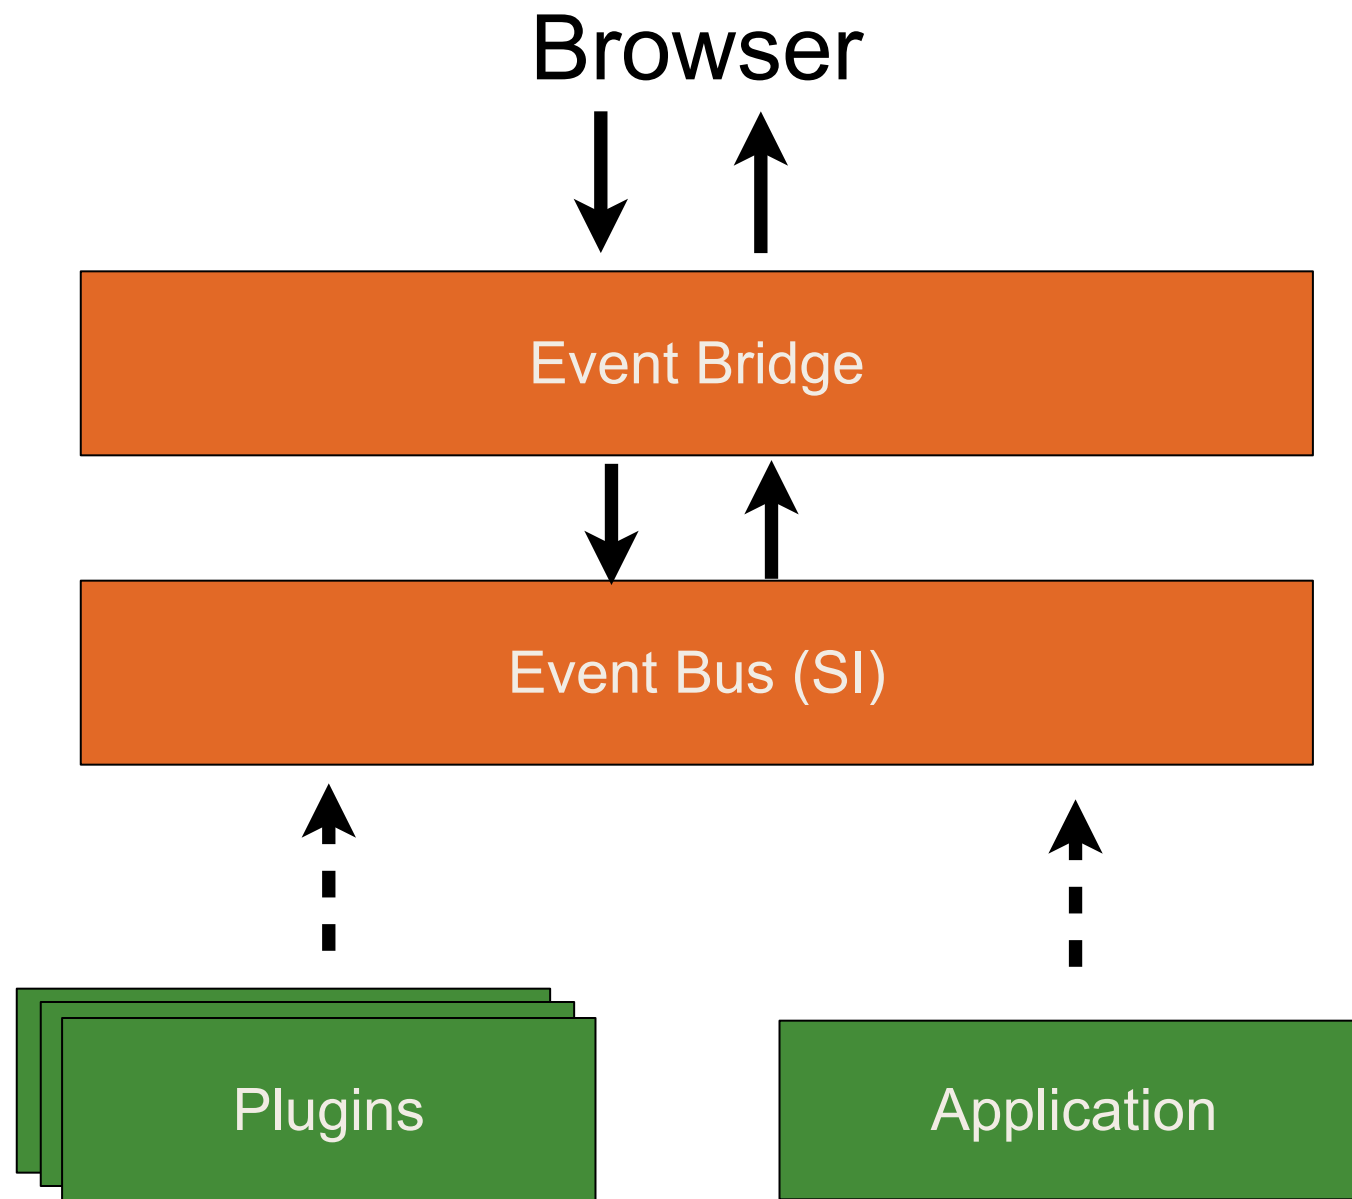 Browser
Event Bridge
Event Bus (SI)
Plugins
Application